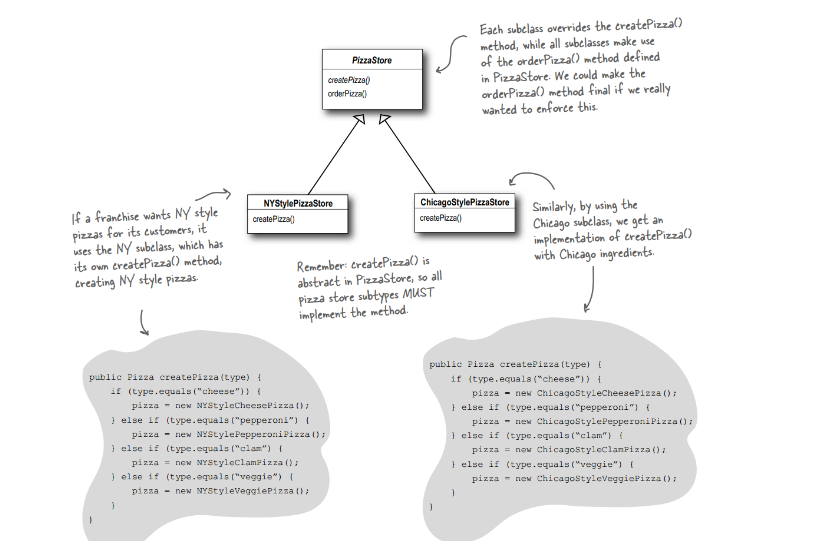 Each subclass overrides the createPizza()
method, while all subclasses make use
of the orderPizza() method defined
in PizzaStore. We could make the
orderPizza() method final if we really
wanted to enforce this.
PizzaStore
createPizza()
orderPizza()
NYStylePizzaStore
createPizza()
ChicagoStylePizzaStore
createPizza()
If a franchise wants NY style
pizzas for its customers, it
uses the NY subclass, which has
its own createPizza() method,
creating NY style pizzas.
Similarly, by using the
Chicago subclass, we get an
implementation of createPizza()
with Chicago ingredients.
Remember: createPizza() is
abstract in PizzaStore, so all
pizza store subtypes MUST
implement the method.
public Pizza createPizza(type) {
if (type.equals("cheese")) {
pizza = new NYStyleCheesePizza();
} else if (type.equals("pepperoni") {
pizza = new NYStylePepperoniPizza();
} else if (type.equals("clam") {
pizza = new NYStyleClamPizza();
} else if (type.equals("veggie") {
pizza = new NYStyleVeggiePizza();
}
}
public Pizza createPizza(type) {
if (type.equals("cheese")) {
pizza = new ChicagoStyleCheesePizza();
} else if (type.equals("pepperoni") {
pizza = new ChicagoStylePepperoniPizza();
} else if (type.equals("clam") {
pizza = new ChicagoStyleClamPizza();
} else if (type.equals("veggie") {
pizza = new ChicagoStyleVeggiePizza();
}
}